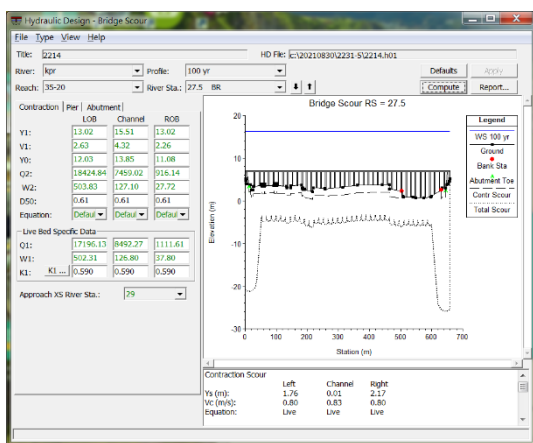 Hydraulic Design - Bridge Scour
File Type View Help
Title: 2214 HD File: c:\20210830\2231-5\2214.h01
River: kpr Profile: 100 yr Defaults Apply
Reach: 35-20 River Sta.: 27.5 BR Compute Report...
Contraction Pier Abutment
LOB Channel ROB
Y1: 13.02 15.51 13.02
V1: 2.63 4.32 2.26
Y0: 12.03 13.85 11.08
Q2: 18424.84 7459.02 916.14
W2: 503.83 127.10 27.72
D50: 0.61 0.61 0.61
Equation: Defaul Defaul Defaul
Live Bed Specific Data
Q1: 17196.13 8492.27 1111.61
W1: 502.31 126.80 37.80
K1: K1 ... 0.590 0.590 0.590
Approach XS River Sta.: 29
Bridge Scour RS = 27.5
20
10
0
-10
-20
-30
Elevation (m)
0 100 200 300 400 500 600 700
Station (m)
Legend
WS 100 yr
Ground
Bank Sta
Abutment Toe
Contr Scour
Total Scour
Contraction Scour
Left Channel Right
Ys (m): 1.76 0.01 2.17
Vc (m/s): 0.80 0.83 0.80
Equation: Live Live Live